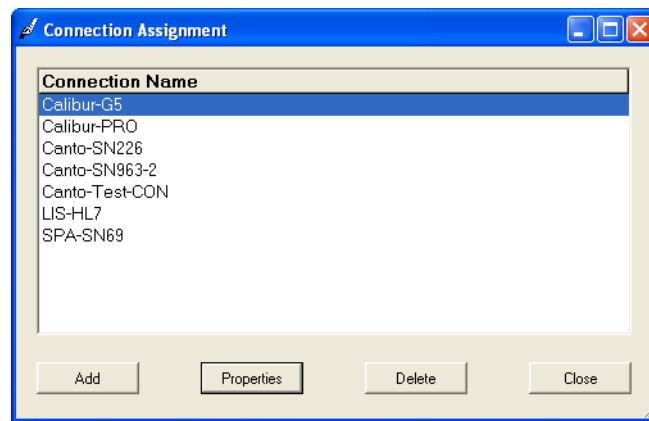 Connection Assignment
Connection Name
Calibur-G5
Calibur-PRO
Canto-SN226
Canto-SN963-2
Canto-Test-CON
LIS-HL7
SPA-SN69
Add Properties Delete Close